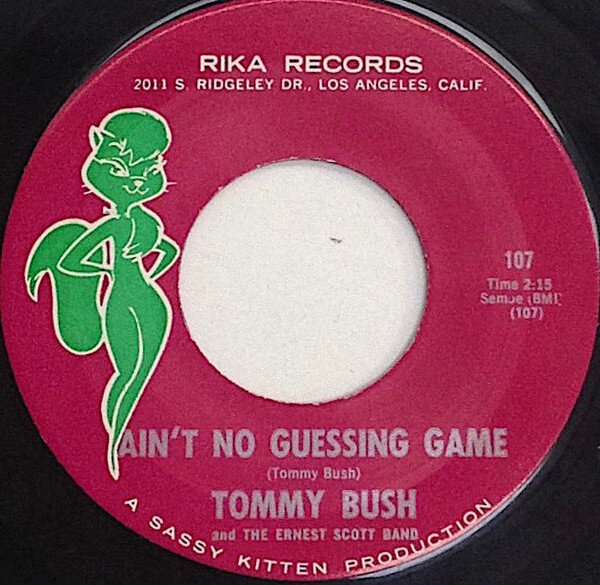 RIKA RECORDS
2011 S. RIDGELEY DR., LOS ANGELES, CALIF.
107
Time 2:15
(BMI)
(107)
AIN'T NO GUESSING GAME
(Tommy Bush)
TOMMY BUSH
and THE ERNEST SCOTT BAND
A SASSY KITTEN PRODUCTION